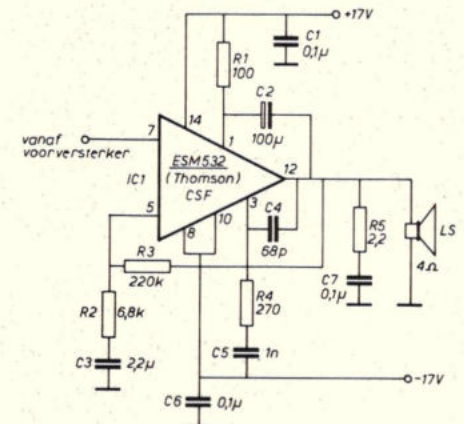 +17V
C1
0,1µ
R1
100
C2
100µ
14
1
7
vanaf
voorversterker
ESM532
(Thomson)
CSF
IC1
12
3
C4
68p
5
8
10
R3
220k
R2
6,8k
C3
2,2µ
R4
270
C5
1n
R5
2,2
C7
0,1µ
LS
4Ω
C6
0,1µ
-17V